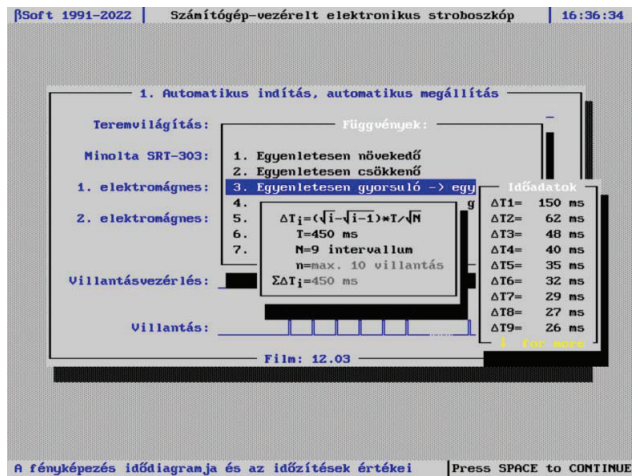 βSoft 1991-2022 Számítógép-vezérelt elektronikus stroboszkóp 16:36:34
1. Automatikus indítás, automatikus megállítás
Teremvilágítás:
Függvények:
Minolta SRT-303:
1. Egyenletesen növekedő
2. Egyenletesen csökkenő
1. elektromágnes:
3. Egyenletesen gyorsuló -> egy
4. g
2. elektromágnes:
5.
6.
7.
ΔTi=(√i-√i-1)*T/√N
T=450 ms
N=9 intervallum
n=max. 10 villantás
ΣΔTi=450 ms
Időadatok
ΔT1= 150 ms
ΔT2= 62 ms
ΔT3= 48 ms
ΔT4= 40 ms
ΔT5= 35 ms
ΔT6= 32 ms
ΔT7= 29 ms
ΔT8= 27 ms
ΔT9= 26 ms
↓ for more
Villantásvezérlés:
Villantás:
Film: 12.03
A fényképezés idődiagramja és az időzítések értékei Press SPACE to CONTINUE